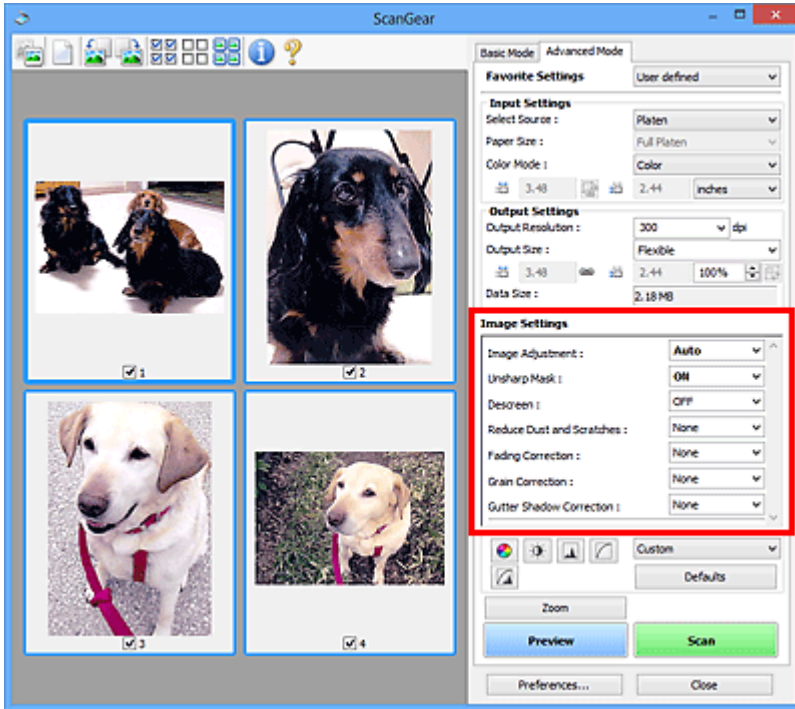 ScanGear
Basic Mode Advanced Mode
Favorite Settings User defined
Input Settings
Select Source : Platen
Paper Size : Full Platen
Color Mode : Color
3.48 2.44 inches
Output Settings
Output Resolution : 300 dpi
Output Size : Flexible
3.48 2.44 100%
Data Size : 2.18 MB
Image Settings
Image Adjustment : Auto
Unsharp Mask : ON
Descreen : OFF
Reduce Dust and Scratches : None
Fading Correction : None
Grain Correction : None
Gutter Shadow Correction : None
Custom
Defaults
Zoom
Preview Scan
Preferences... Close
1
2
3
4